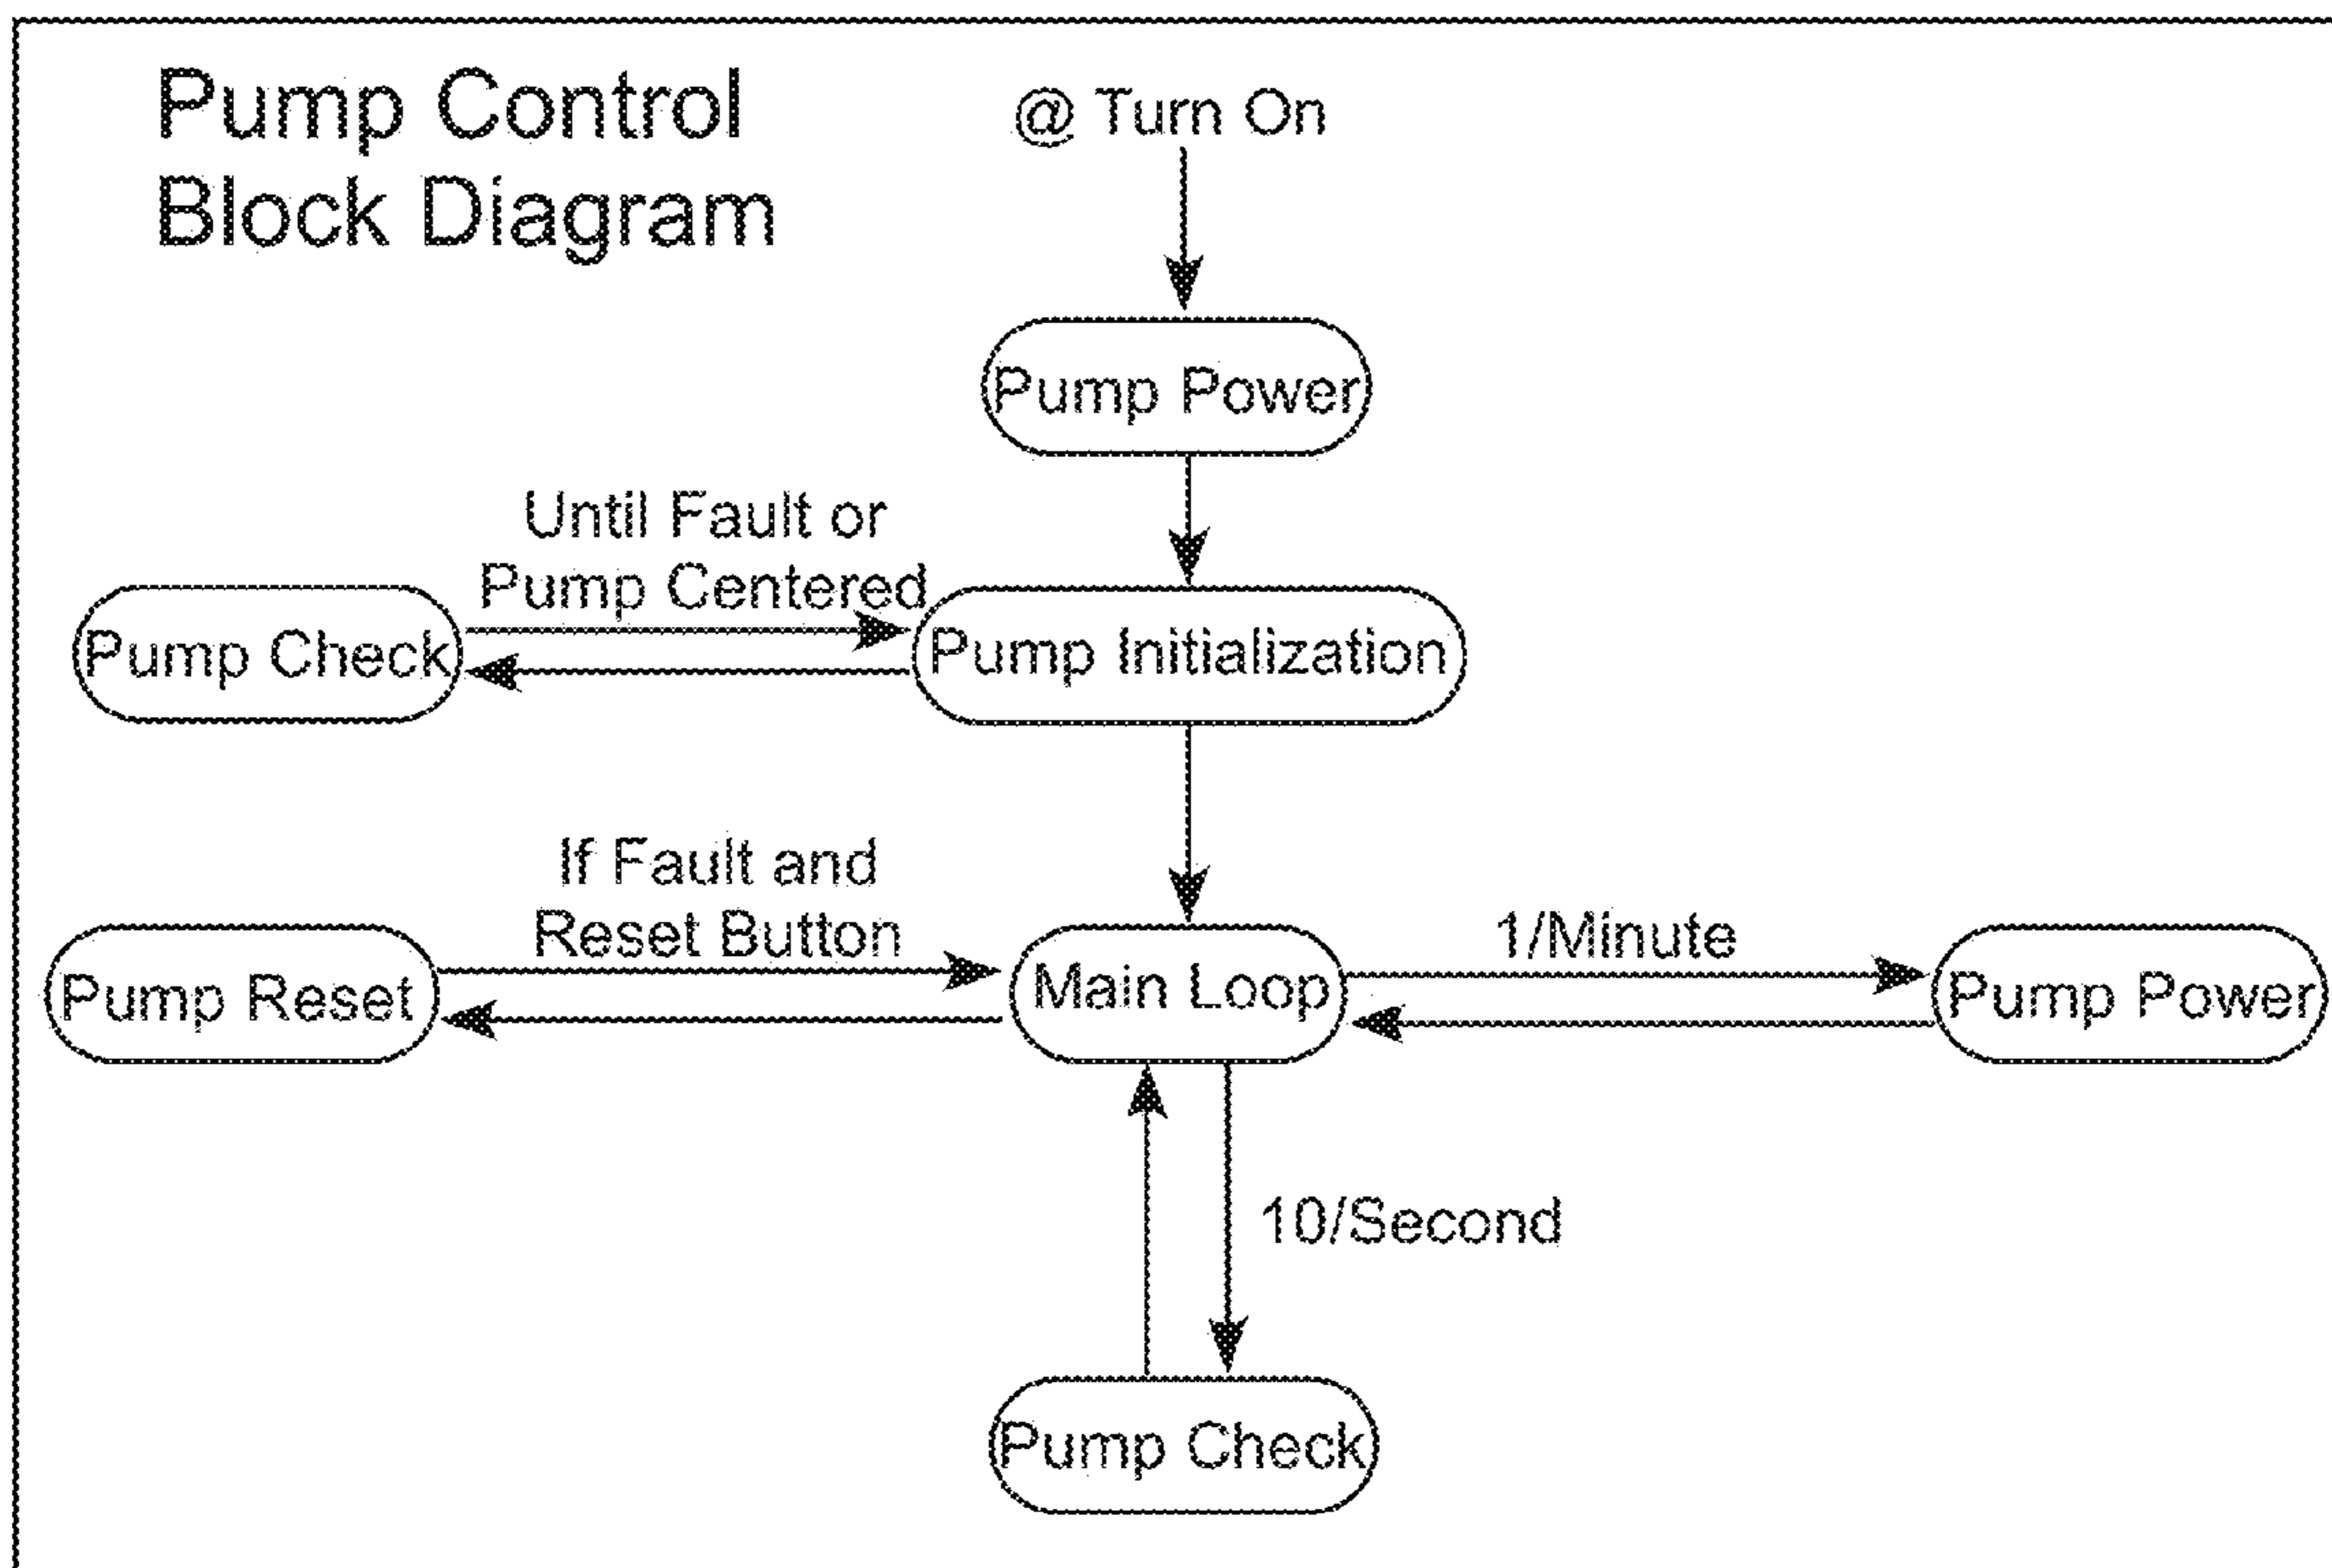 Pump Control
Block Diagram
@ Turn On
Pump Power
Until Fault or
Pump Centered
Pump Check
Pump Initialization
If Fault and
Reset Button
Pump Reset
Main Loop
1/Minute
Pump Power
10/Second
Pump Check